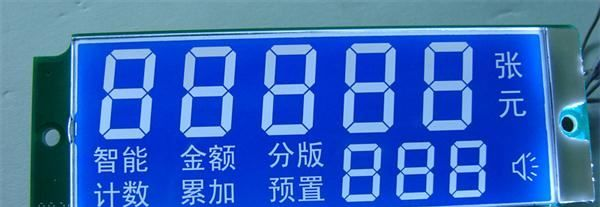 88888 张
元
智能 金额 分版 888
计数 累加 预置